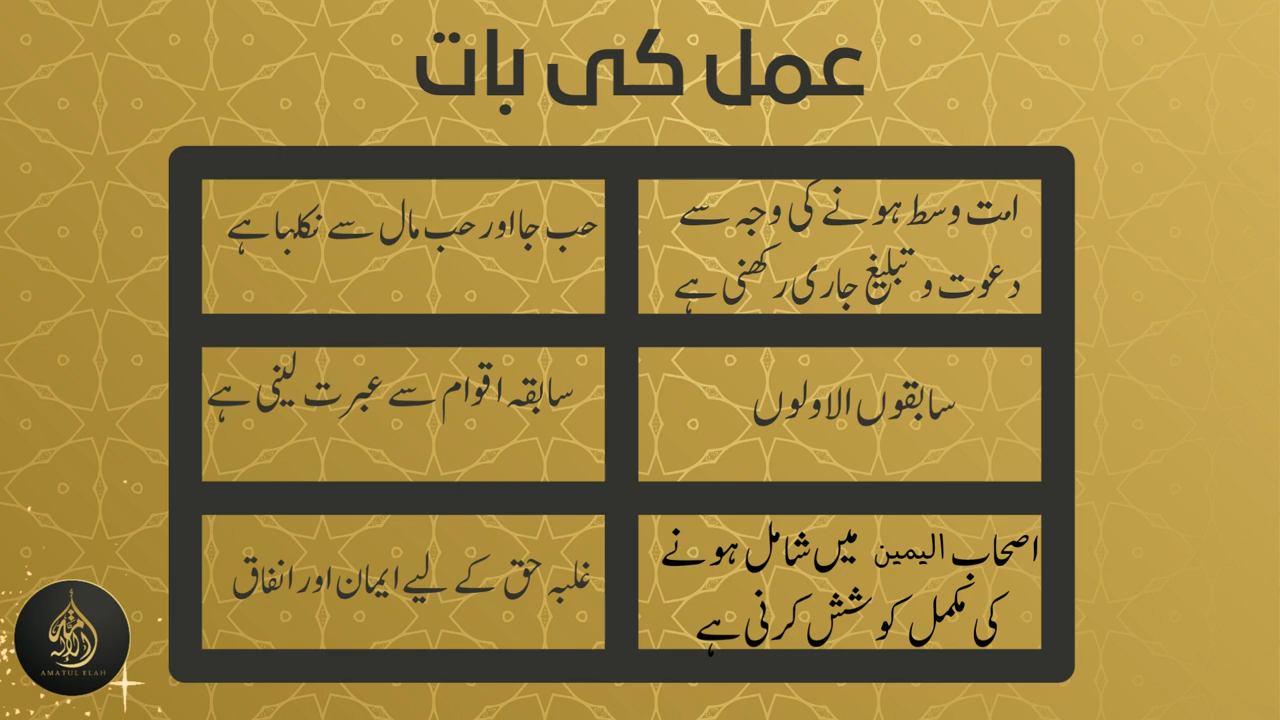 عمل کی بات
امت وسط ہونے کی وجہ سے
دعوت و تبلیغ جاری رکھنی ہے
حب جا اور حب مال سے نکلنا ہے
سابقوں الاولوں
سابقہ اقوام سے عبرت لینی ہے
اصحاب الیمین میں شامل ہونے
کی مکمل کوشش کرنی ہے
غلبہ حق کے لیے ایمان اور انفاق
AMATUL ELAH